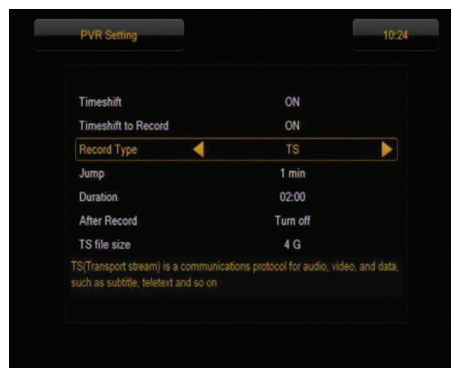 PVR Setting 10:24
Timeshift ON
Timeshift to Record ON
Record Type TS
Jump 1 min
Duration 02:00
After Record Turn off
TS file size 4 G
TS(Transport stream) is a communications protocol for audio, video, and data,
such as subtitle, teletext and so on